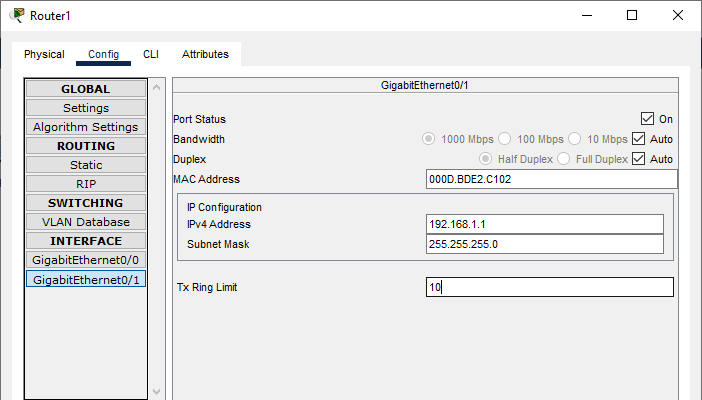 Router1
Physical Config CLI Attributes
GLOBAL
Settings
Algorithm Settings
ROUTING
Static
RIP
SWITCHING
VLAN Database
INTERFACE
GigabitEthernet0/0
GigabitEthernet0/1
GigabitEthernet0/1
Port Status On
Bandwidth 1000 Mbps 100 Mbps 10 Mbps Auto
Duplex Half Duplex Full Duplex Auto
MAC Address 000D.BDE2.C102
IP Configuration
IPv4 Address 192.168.1.1
Subnet Mask 255.255.255.0
Tx Ring Limit 10